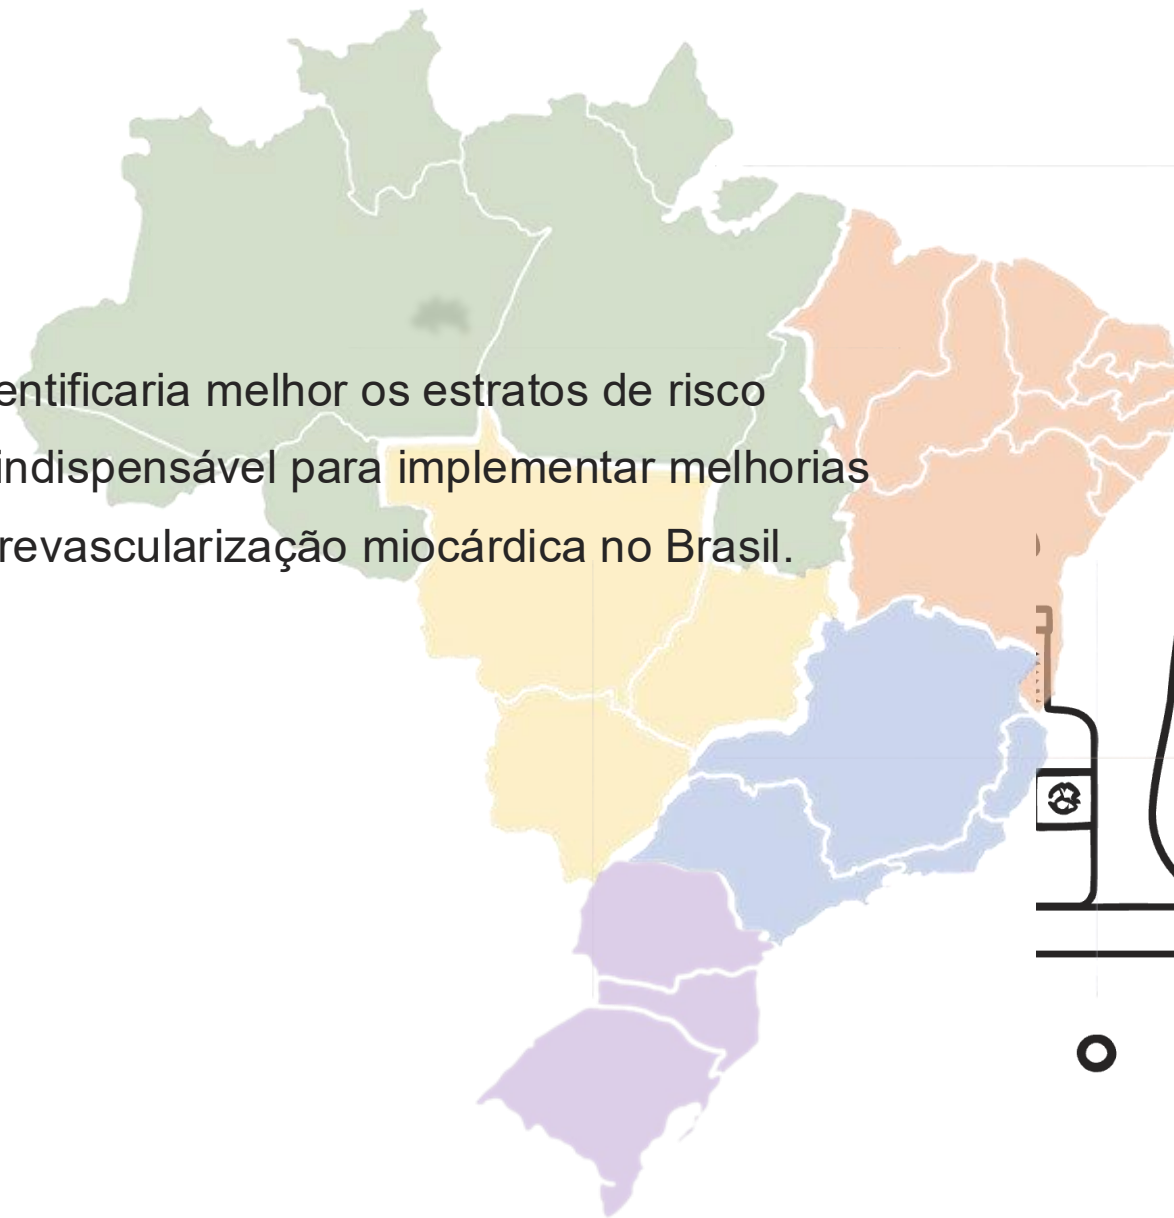 entificaria melhor os estratos de risco
indispensável para implementar melhorias
revascularização miocárdica no Brasil.